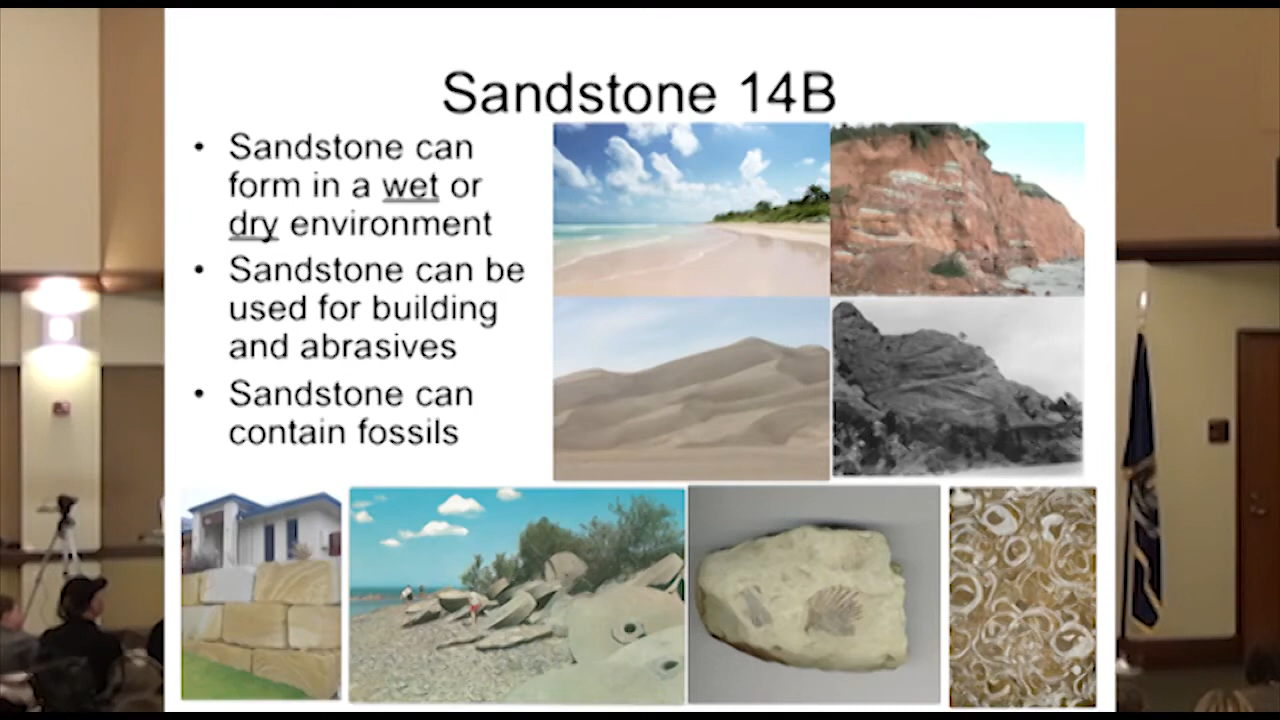 Sandstone 14B
• Sandstone can
form in a wet or
dry environment
• Sandstone can be
used for building
and abrasives
• Sandstone can
contain fossils